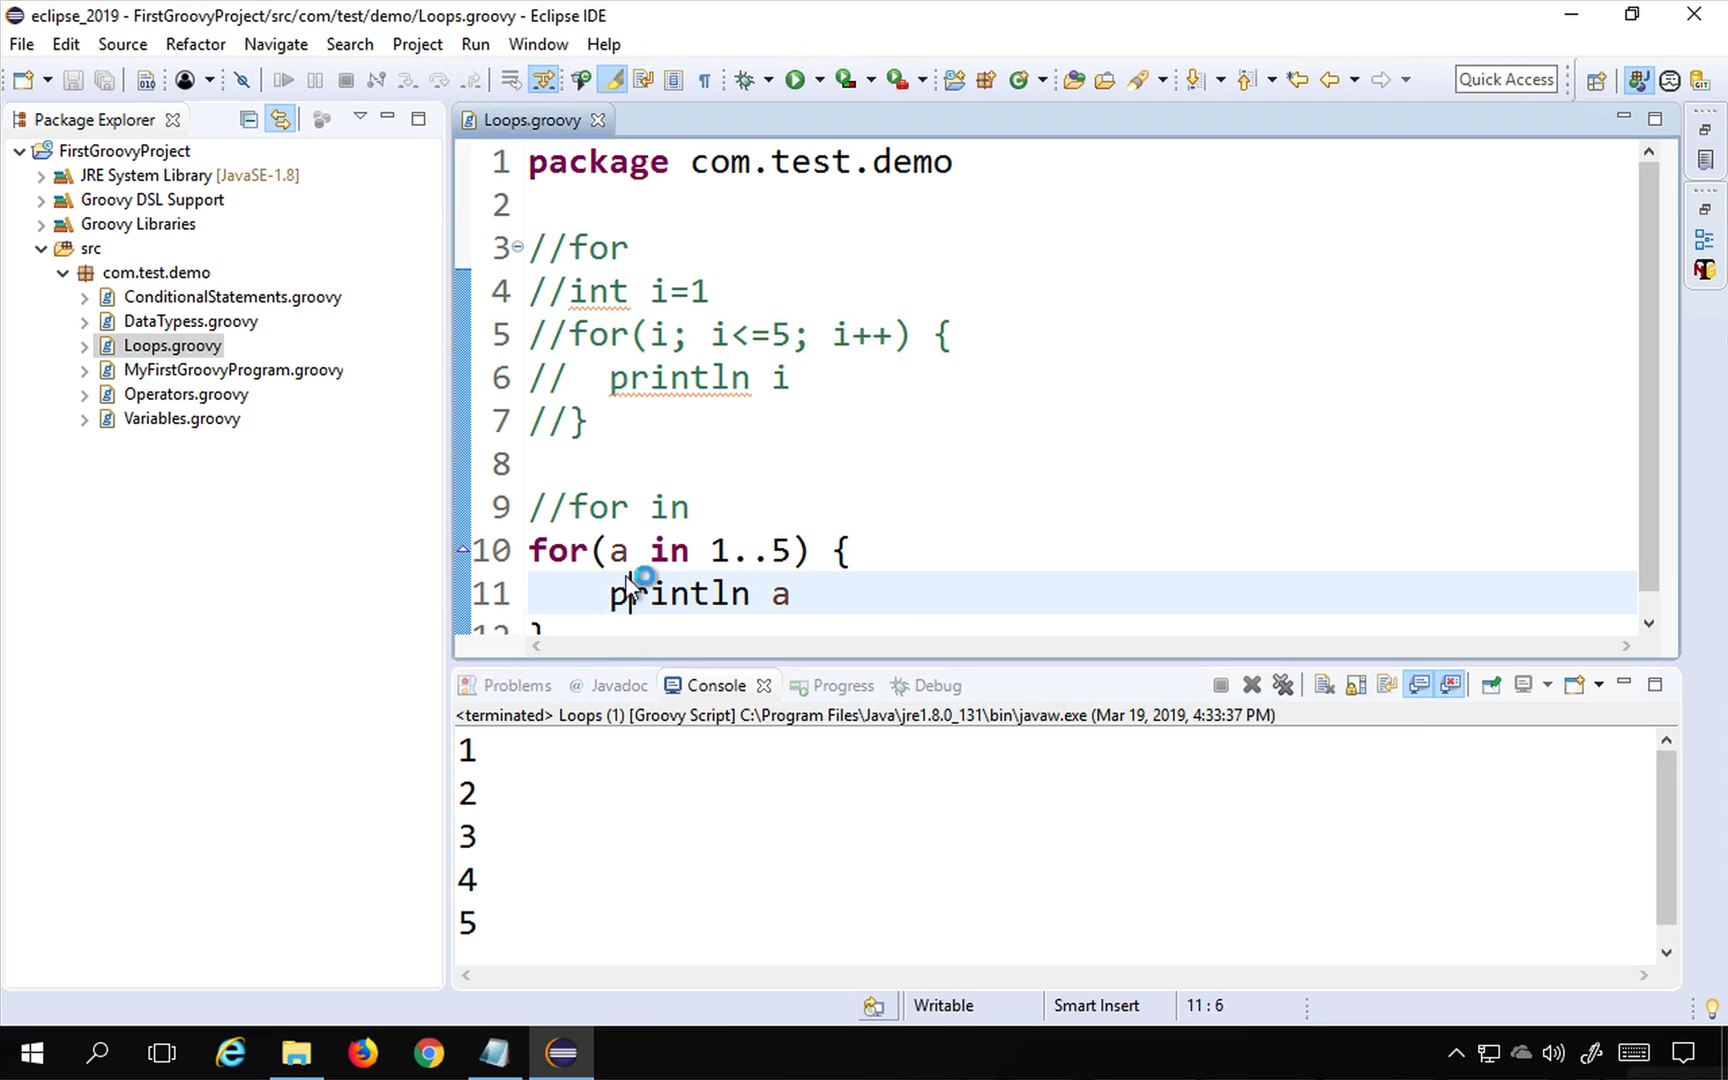 eclipse_2019 - FirstGroovyProject/src/com/test/demo/Loops.groovy - Eclipse IDE
File Edit Source Refactor Navigate Search Project Run Window Help
Quick Access
Package Explorer
FirstGroovyProject
JRE System Library [JavaSE-1.8]
Groovy DSL Support
Groovy Libraries
src
com.test.demo
ConditionalStatements.groovy
DataTypess.groovy
Loops.groovy
MyFirstGroovyProgram.groovy
Operators.groovy
Variables.groovy
Loops.groovy
1 package com.test.demo
2
3 //for
4 //int i=1
5 //for(i; i<=5; i++) {
6 //  println i
7 //}
8
9 //for in
10 for(a in 1..5) {
11     println a
12 }
Problems @ Javadoc Console Progress Debug
<terminated> Loops (1) [Groovy Script] C:\Program Files\Java\jre1.8.0_131\bin\javaw.exe (Mar 19, 2019, 4:33:37 PM)
1
2
3
4
5
Writable Smart Insert 11 : 6